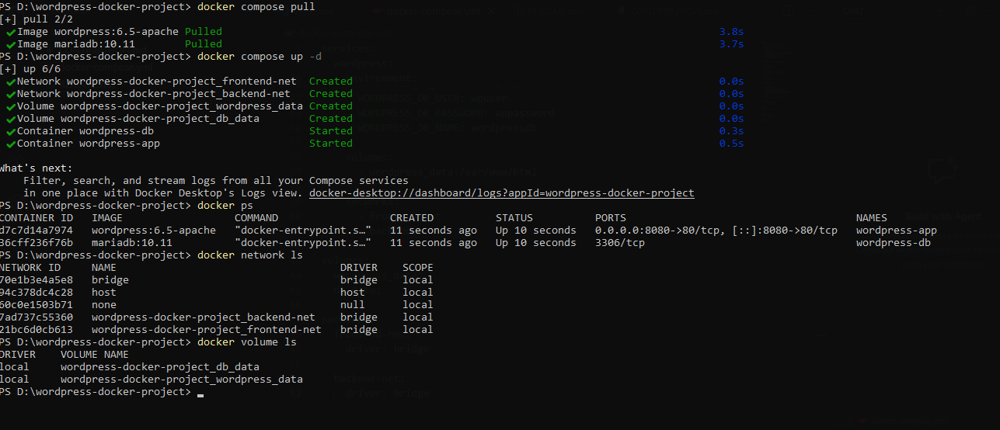 PS D:\wordpress-docker-project> docker compose pull
[+] pull 2/2
✔Image wordpress:6.5-apache Pulled 3.8s
✔Image mariadb:10.11 Pulled 3.7s
PS D:\wordpress-docker-project> docker compose up -d
[+] up 6/6
✔Network wordpress-docker-project_frontend-net Created 0.0s
✔Network wordpress-docker-project_backend-net Created 0.0s
✔Volume wordpress-docker-project_wordpress_data Created 0.0s
✔Volume wordpress-docker-project_db_data Created 0.0s
✔Container wordpress-db Started 0.3s
✔Container wordpress-app Started 0.5s
What's next:
Filter, search, and stream logs from all your Compose services
in one place with Docker Desktop's Logs view. docker-desktop://dashboard/logs?appId=wordpress-docker-project
PS D:\wordpress-docker-project> docker ps
CONTAINER ID IMAGE COMMAND CREATED STATUS PORTS NAMES
d7c7d14a7974 wordpress:6.5-apache "docker-entrypoint.s…" 11 seconds ago Up 10 seconds 0.0.0.0:8080->80/tcp, [::]:8080->80/tcp wordpress-app
36cff236f76b mariadb:10.11 "docker-entrypoint.s…" 11 seconds ago Up 10 seconds 3306/tcp wordpress-db
PS D:\wordpress-docker-project> docker network ls
NETWORK ID NAME DRIVER SCOPE
70e1b3e4a5e8 bridge bridge local
94c378dc4c28 host host local
60c0e1503b71 none null local
7ad737c55360 wordpress-docker-project_backend-net bridge local
21bc6d0cb613 wordpress-docker-project_frontend-net bridge local
PS D:\wordpress-docker-project> docker volume ls
DRIVER VOLUME NAME
local wordpress-docker-project_db_data
local wordpress-docker-project_wordpress_data
PS D:\wordpress-docker-project>